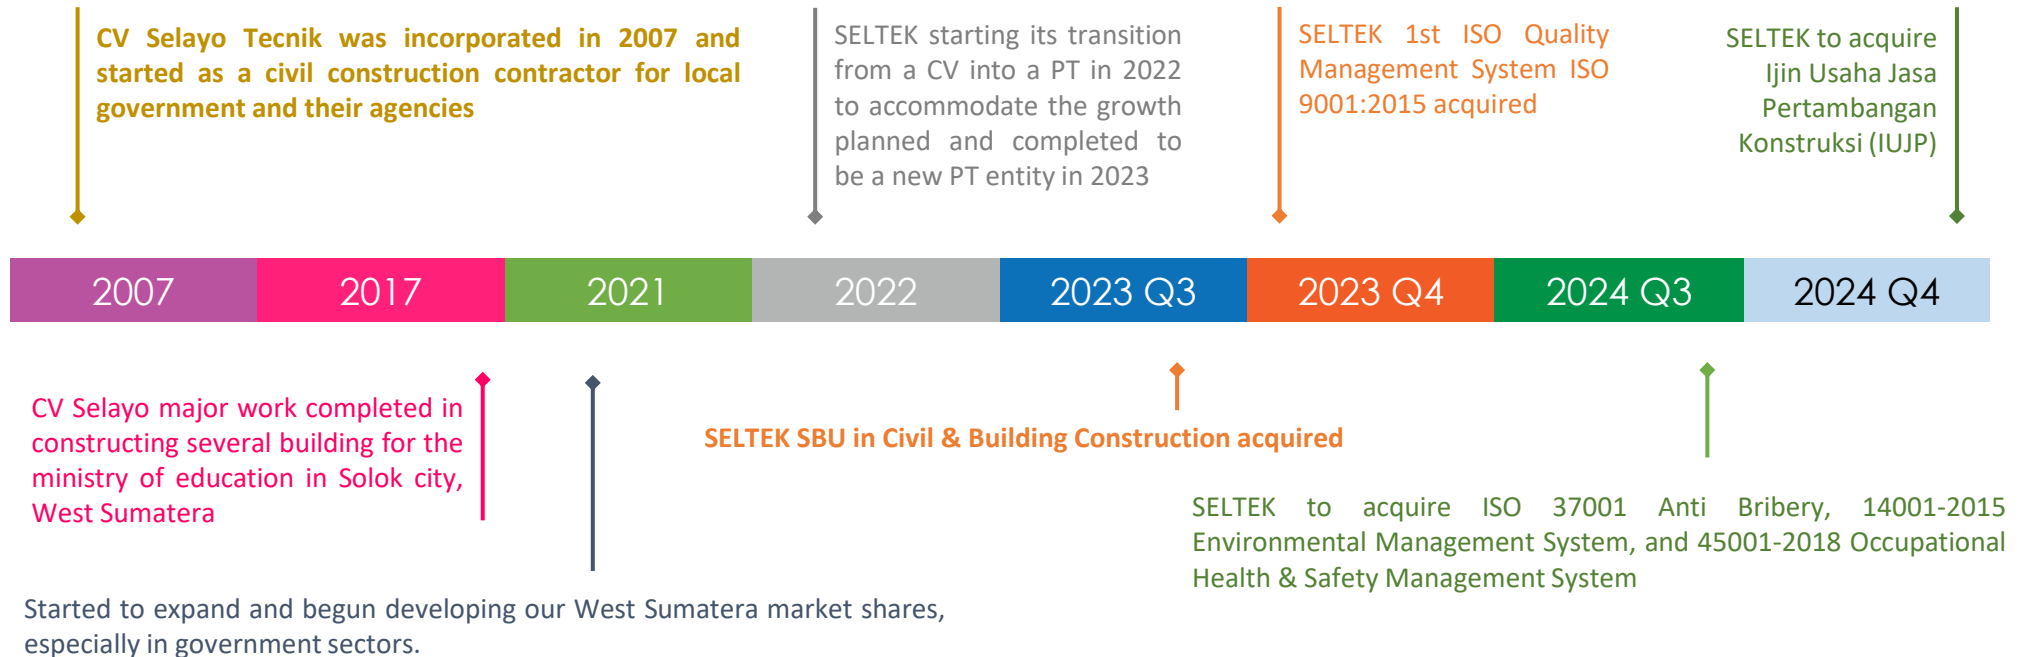 CV Selayo Tecnik was incorporated in 2007 and
started as a civil construction contractor for local
government and their agencies
SELTEK starting its transition
from a CV into a PT in 2022
to accommodate the growth
planned and completed to
be a new PT entity in 2023
SELTEK 1st ISO Quality
Management System ISO
9001:2015 acquired
SELTEK to acquire
Ijin Usaha Jasa
Pertambangan
Konstruksi (IUJP)
2007
2017
2021
2022
2023 Q3
2023 Q4
2024 Q3
2024 Q4
CV Selayo major work completed in
constructing several building for the
ministry of education in Solok city,
West Sumatera
SELTEK SBU in Civil & Building Construction acquired
SELTEK to acquire ISO 37001 Anti Bribery, 14001-2015
Environmental Management System, and 45001-2018 Occupational
Health & Safety Management System
Started to expand and begun developing our West Sumatera market shares,
especially in government sectors.